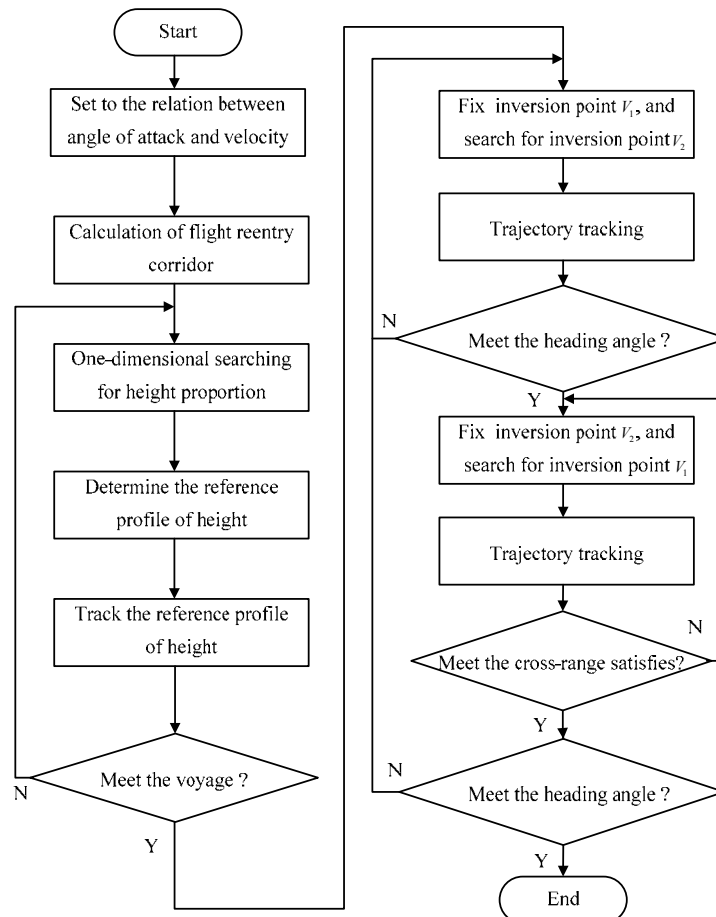 Start
Set to the relation between
angle of attack and velocity
Calculation of flight reentry
corridor
One-dimensional searching
for height proportion
Determine the reference
profile of height
Track the reference profile
of height
Meet the voyage ?
N
Y
Fix inversion point V₁, and
search for inversion point V₂
Trajectory tracking
N
Meet the heading angle ?
Y
Fix inversion point V₂, and
search for inversion point V₁
Trajectory tracking
N
Meet the cross-range satisfies?
Y
N
Meet the heading angle ?
Y
End